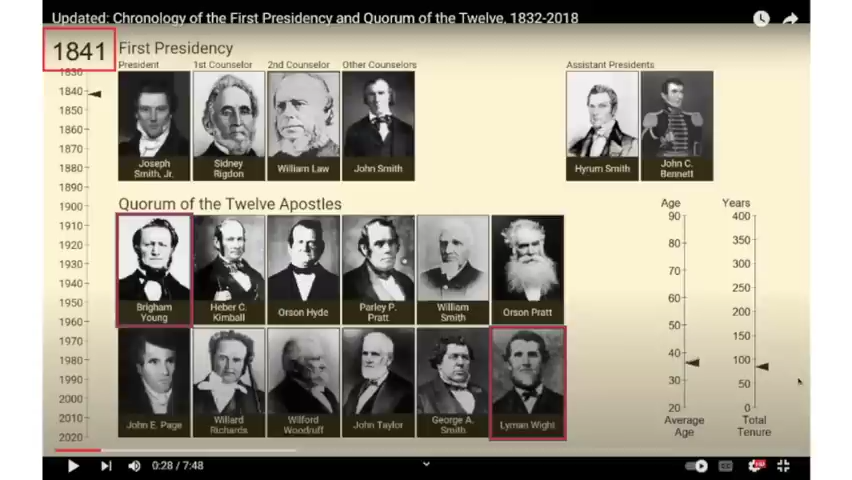 Updated: Chronology of the First Presidency and Quorum of the Twelve, 1832-2018
1841
First Presidency
President
1st Counselor
2nd Counselor
Other Counselors
Assistant Presidents
Joseph
Smith, Jr.
Sidney
Rigdon
William Law
John Smith
Hyrum Smith
John C.
Bennett
Quorum of the Twelve Apostles
Brigham
Young
Heber C.
Kimball
Orson Hyde
Parley P.
Pratt
William
Smith
Orson Pratt
John E. Page
Willard
Richards
Wilford
Woodruff
John Taylor
George A.
Smith
Lyman Wight
1830
1840
1850
1860
1870
1880
1890
1900
1910
1920
1930
1940
1950
1960
1970
1980
1990
2000
2010
2020
Age
90
80
70
60
50
40
30
20
Average
Age
Years
400
350
300
250
200
150
100
50
0
Total
Tenure
0:28 / 7:48